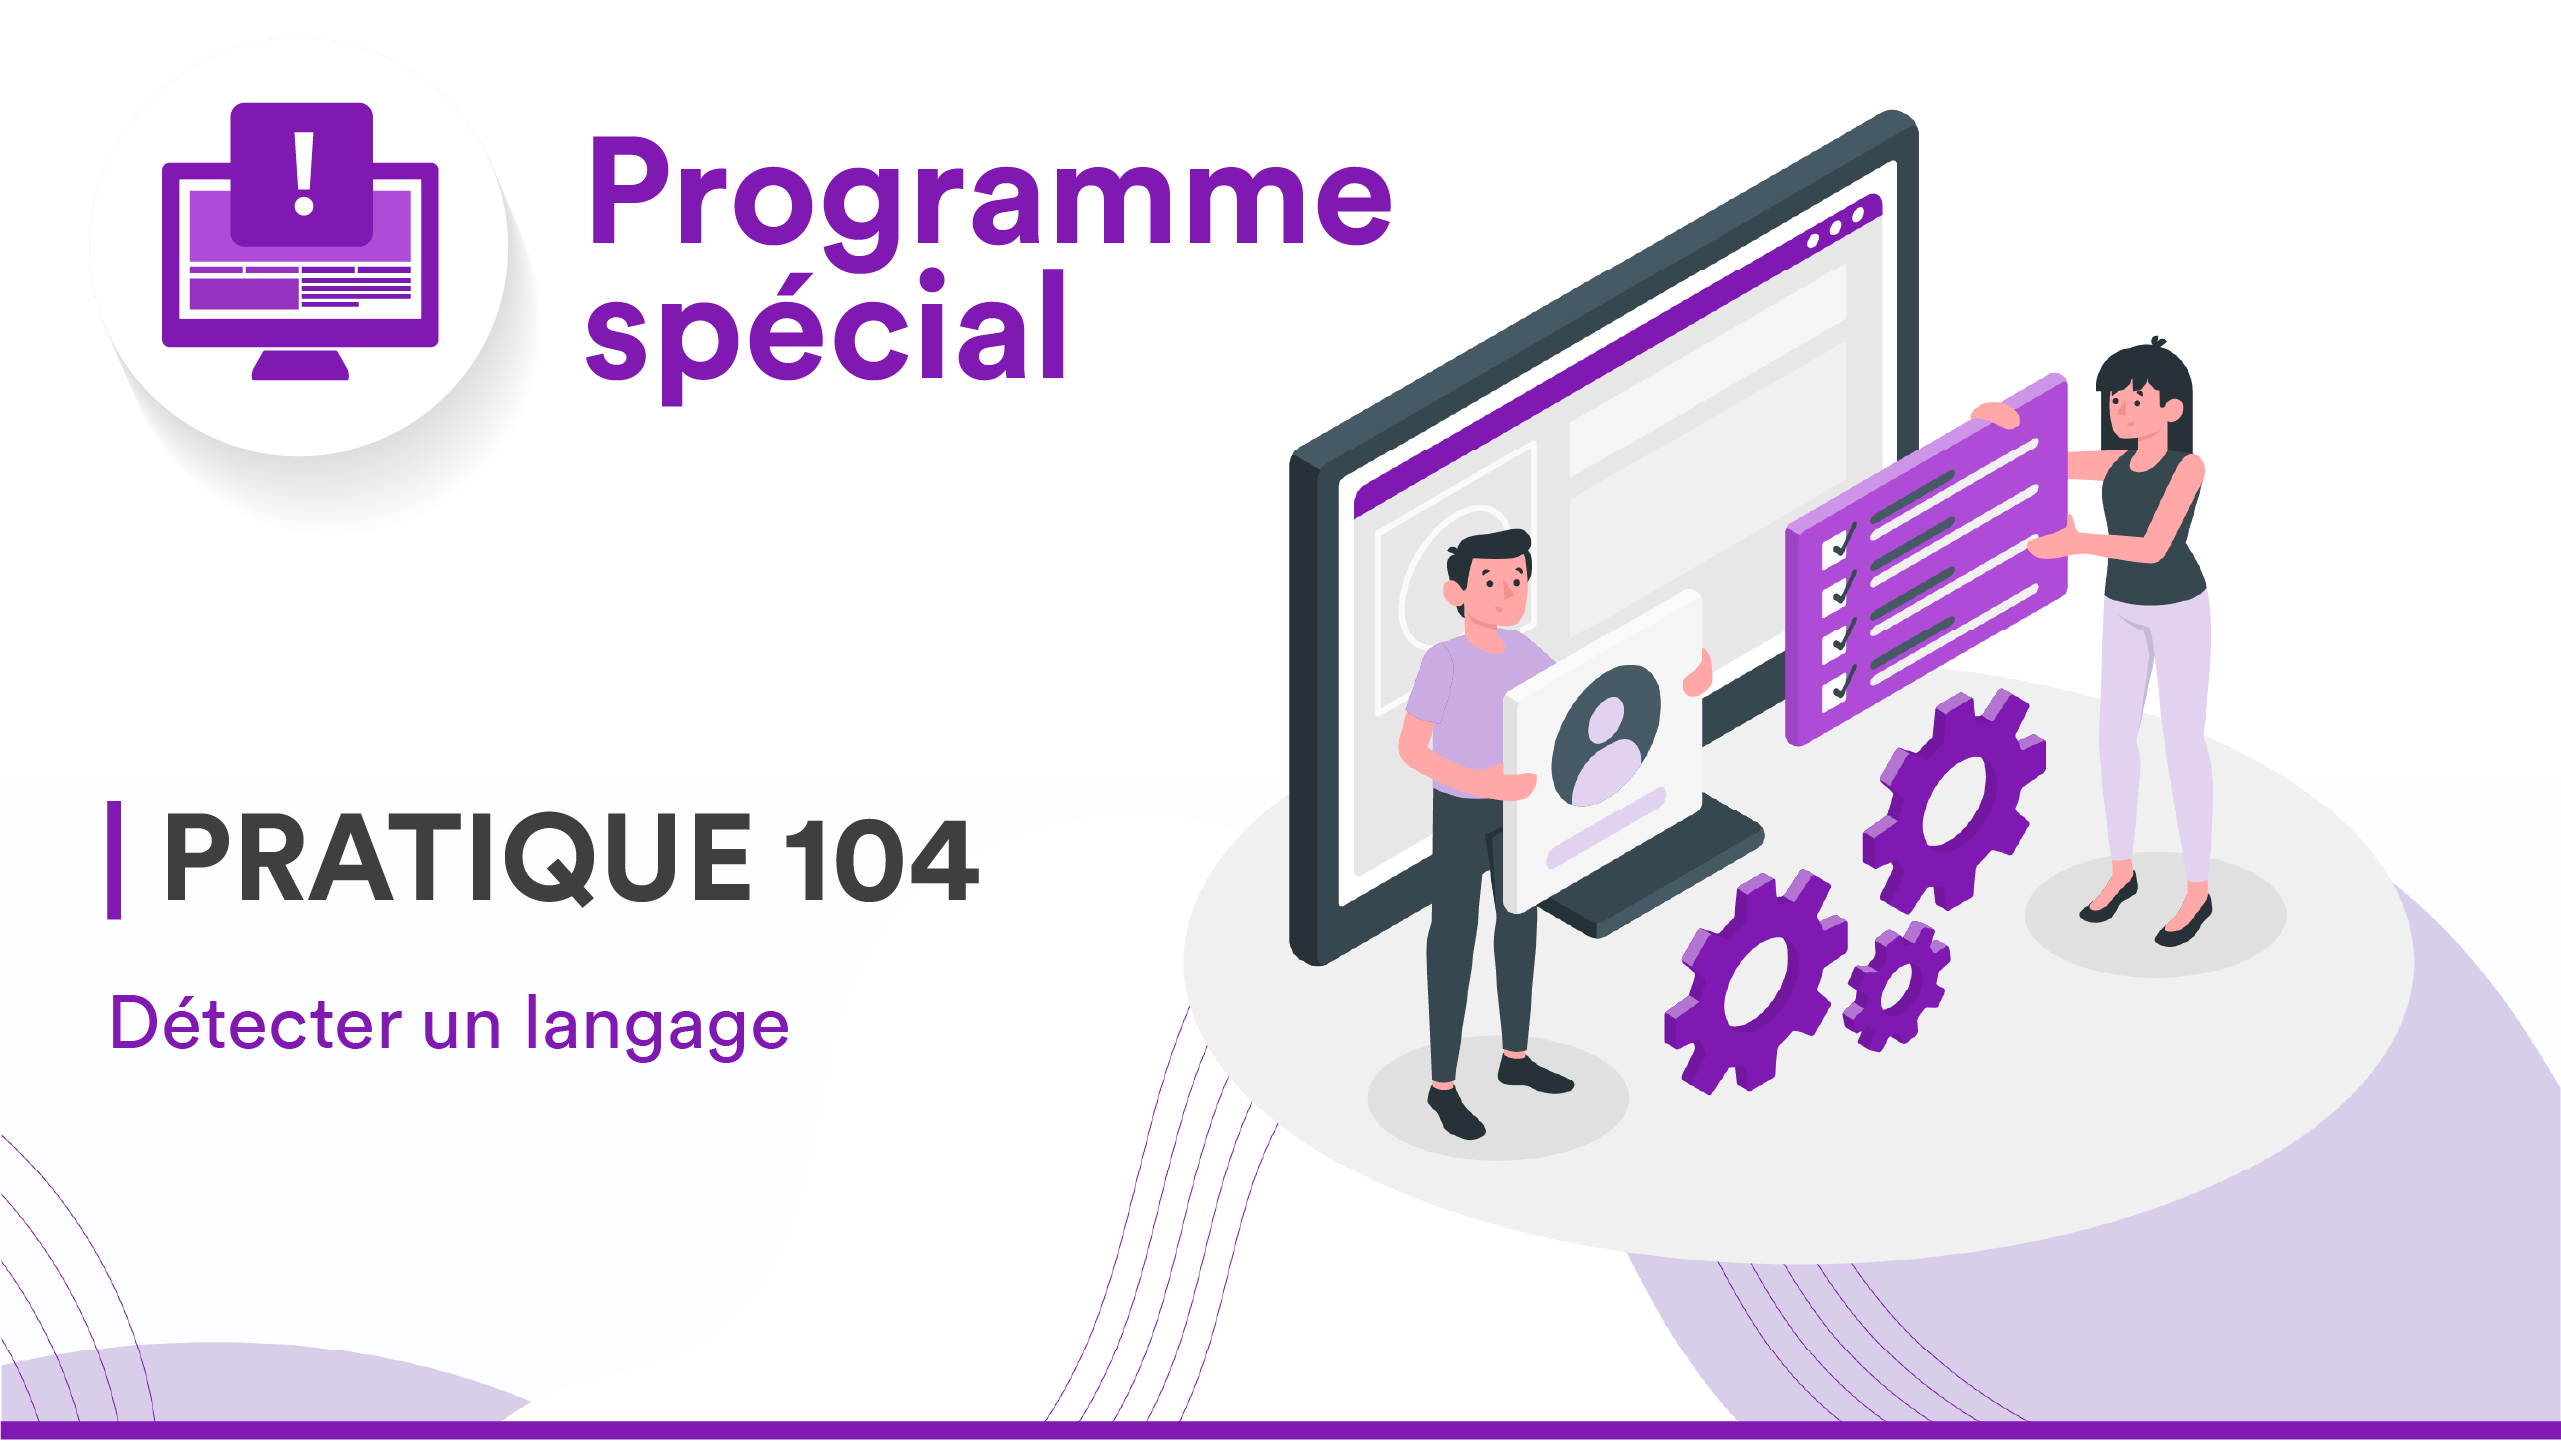 Programme
spécial
PRATIQUE 104
Détecter un langage